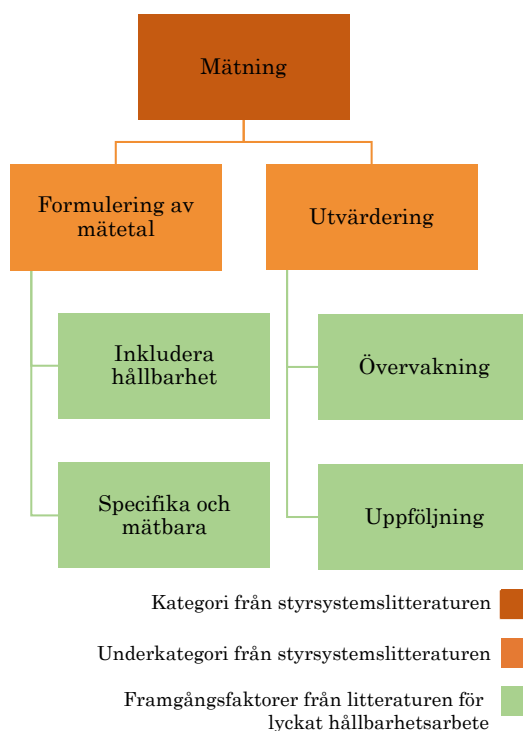 Mätning
Formulering av
mätetal
Utvärdering
Inkludera
hållbarhet
Övervakning
Specifika och
mätbara
Uppföljning
Kategori från styrsystemslitteraturen
Underkategori från styrsystemslitteraturen
Framgångsfaktorer från litteraturen för
lyckat hållbarhetsarbete